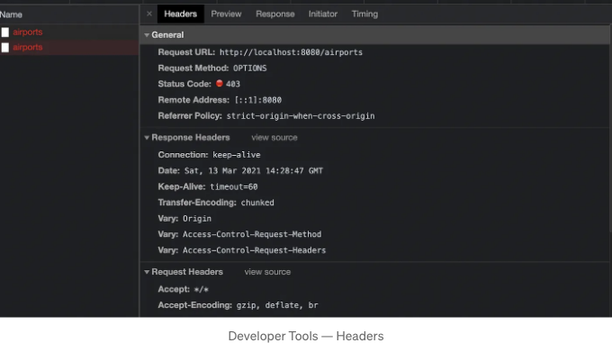 Name
× Headers Preview Response Initiator Timing
airports
airports
General
Request URL: http://localhost:8080/airports
Request Method: OPTIONS
Status Code: 403
Remote Address: [::1]:8080
Referrer Policy: strict-origin-when-cross-origin
Response Headers view source
Connection: keep-alive
Date: Sat, 13 Mar 2021 14:28:47 GMT
Keep-Alive: timeout=60
Transfer-Encoding: chunked
Vary: Origin
Vary: Access-Control-Request-Method
Vary: Access-Control-Request-Headers
Request Headers view source
Accept: */*
Accept-Encoding: gzip, deflate, br
Developer Tools — Headers